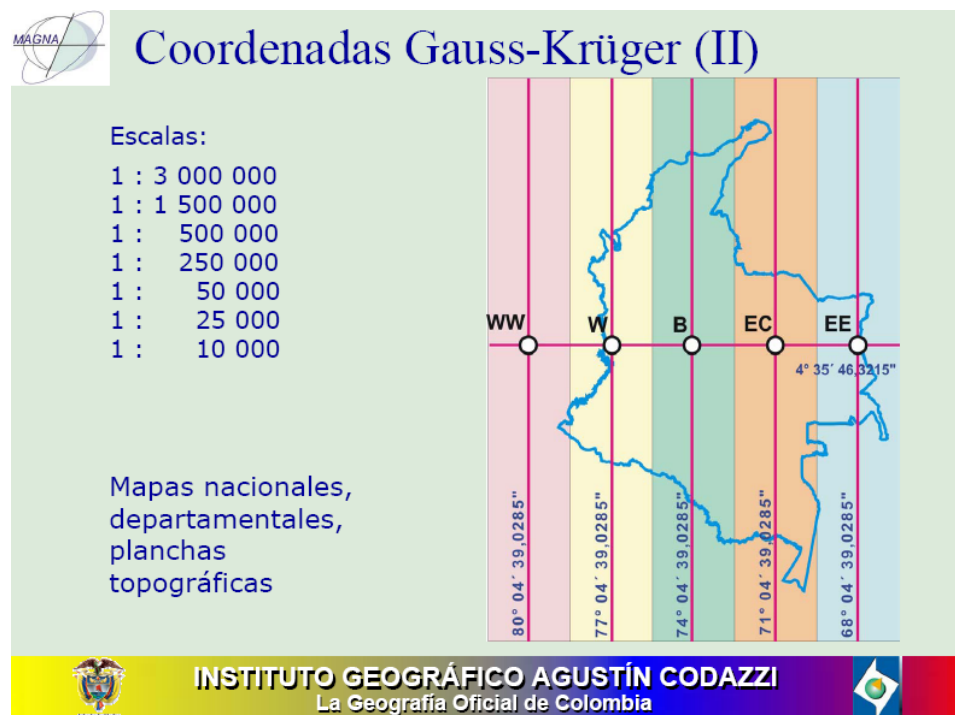 MAGNA
Coordenadas Gauss-Krüger (II)
Escalas:
1 : 3 000 000
1 : 1 500 000
1 : 500 000
1 : 250 000
1 : 50 000
1 : 25 000
1 : 10 000
Mapas nacionales,
departamentales,
planchas
topográficas
WW W B EC EE
4° 35´ 46,3215"
80° 04´ 39,0285"
77° 04´ 39,0285"
74° 04´ 39,0285"
71° 04´ 39,0285"
68° 04´ 39,0285"
INSTITUTO GEOGRÁFICO AGUSTÍN CODAZZI
La Geografía Oficial de Colombia